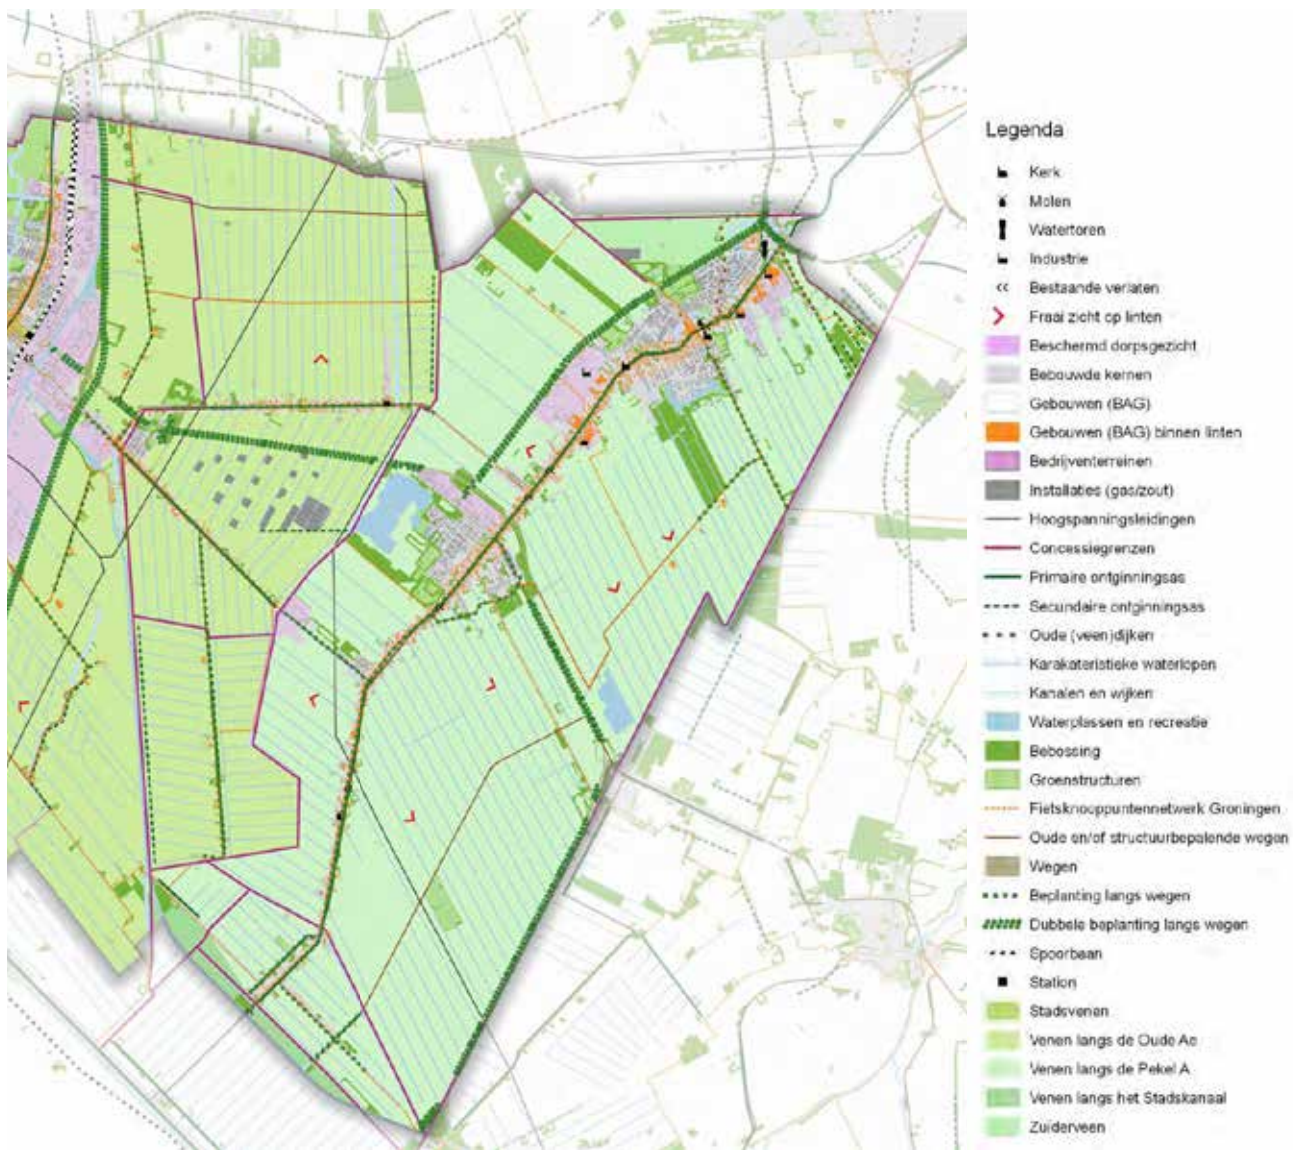 Legenda
Kerk
Molen
Watertoren
Industrie
Bestaande verlaten
Fraai zicht op linten
Beschermd dorpsgezicht
Bebouwde kernen
Gebouwen (BAG)
Gebouwen (BAG) binnen linten
Bedrijventerreinen
Installaties (gas/zout)
Hoogspanningsleidingen
Concessiegrenzen
Primaire ontginningsas
Secundaire ontginningsas
Oude (veen)dijken
Karakateristieke waterlopen
Kanalen en wijken
Waterplassen en recreatie
Bebossing
Groenstructuren
Fietsknooppuntennetwerk Groningen
Oude en/of structuurbepalende wegen
Wegen
Beplanting langs wegen
Dubbele beplanting langs wegen
Spoorbaan
Station
Stadsvenen
Venen langs de Oude Ae
Venen langs de Pekel A
Venen langs het Stadskanaal
Zuiderveen